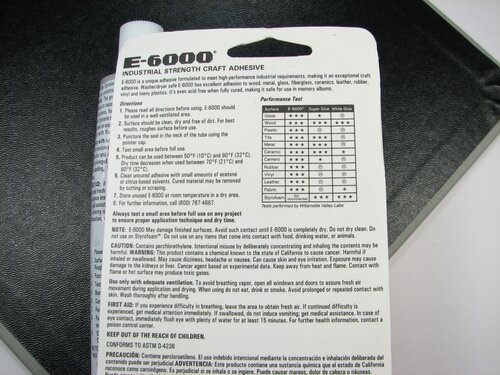 E-6000®
INDUSTRIAL STRENGTH CRAFT ADHESIVE
E-6000 is a unique adhesive formulated to meet high-performance industrial requirements, making it an exceptional craft
adhesive. Washer/dryer safe E-6000 has excellent adhesion to wood, metal, glass, fiberglass, ceramics, leather, rubber,
vinyl and many plastics. It's even acid free when fully cured, making it safe for use in memory albums.
Directions
1. Please read all directions before using. E-6000 should
be used in a well-ventilated area.
2. Surface should be clean, dry and free of dirt. For best
results, roughen surface before use.
3. Puncture the seal in the neck of the tube using the
pointer cap.
4. Test small area before full use.
5. Product can be used between 50°F (10°C) and 90°F (32°C).
Dry time decreases when used between 70°F (21°C) and
90°F (32°C).
6. Clean unwanted adhesive with small amounts of acetone
or citrus-based solvents. Cured material may be removed
by cutting or scraping.
7. Store unused E-6000 at room temperature in a dry area.
8. For further information, call (800) 767-4667.
Always test a small area before full use on any project
to ensure proper application technique and dry time.
Performance Test
Surface E-6000™ Super Glue White Glue
Glass ★★★ ★ ☹
Wood ★★★ ★★★ ★★★
Plastic ★★★ ☹ ☹
Tile ★★★ ★★★ ☹
Metal ★★★ ★★★ ☹
Ceramic ★★★ ★★★ ★
Cement ★★★ ★ ☹
Rubber ★★★ ☹ ☹
Vinyl ★★★ ☹ ☹
Leather ★★★ ☹ ☹
Fabric ★★★ ☹ ★
Styrofoam Not recommended ★★★ ★★★
Tests performed by Willamette Valley Labs
NOTE: E-6000 May damage finished surfaces. Avoid such contact until E-6000 is completely dry. Do not dry clean. Do
not use on Styrofoam™. Do not use on any items that come into contact with food, drinking water, or animals.
CAUTION: Contains perchlorethylene. Intentional misuse by deliberately concentrating and inhaling the contents may be
harmful. WARNING: This product contains a chemical known to the state of California to cause cancer. Harmful if
inhaled or swallowed. May cause dizziness, headache or nausea. Can cause skin and eye irritation. Exposure may cause
damage to the kidneys or liver. Cancer agent based on experimental data. Keep away from heat and flame. Contact with
flame or hot surface may produce toxic gases.
Use only with adequate ventilation. To avoid breathing vapor, open all windows and doors to assure fresh air
movement during application and drying. When using do not eat, drink or smoke. Avoid prolonged or repeated contact with
skin. Wash thoroughly after handling.
FIRST AID: If you experience difficulty in breathing, leave the area to obtain fresh air. If continued difficulty is
experienced, get medical attention immediately. If swallowed, do not induce vomiting; get medical assistance. In case of
eye contact, immediately flush eye with plenty of water for at least 15 minutes. For further health information, contact a
poison control center.
KEEP OUT OF THE REACH OF CHILDREN.
CONFORMS TO ASTM D-4236
PRECAUCIÓN: Contiene percloroetileno. El uso indebido intencional mediante la concentración e inhalación deliberada del
contenido puede ser perjudicial. ADVERTENCIA: Este producto contiene una sustancia química que el estado de California
reconoce como carcinógeno. Es perjudicial si se inhala o se ingiere. Puede causar mareos, dolor de cabeza o náuseas.